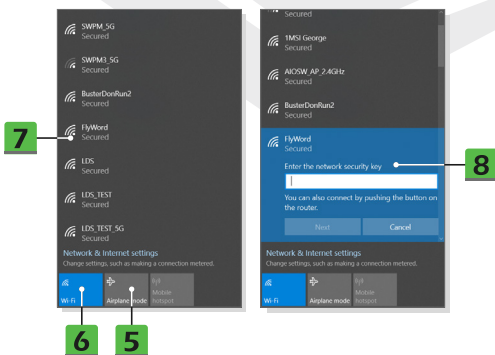 SWPM_5G
Secured
SWPM3_5G
Secured
BusterDonRun2
Secured
FlyWord
Secured
LDS
Secured
LDS_TEST
Secured
LDS_TEST_5G
Secured
Network & Internet settings
Change settings, such as making a connection metered.
Wi-Fi
Airplane mode
Mobile
hotspot
7
6
5
Secured
1MSI George
Secured
AIOSW_AP_2.4GHz
Secured
BusterDonRun2
Secured
FlyWord
Secured
Enter the network security key
You can also connect by pushing the button on
the router.
Next
Cancel
Network & Internet settings
Change settings, such as making a connection metered.
Wi-Fi
Airplane mode
Mobile
hotspot
8